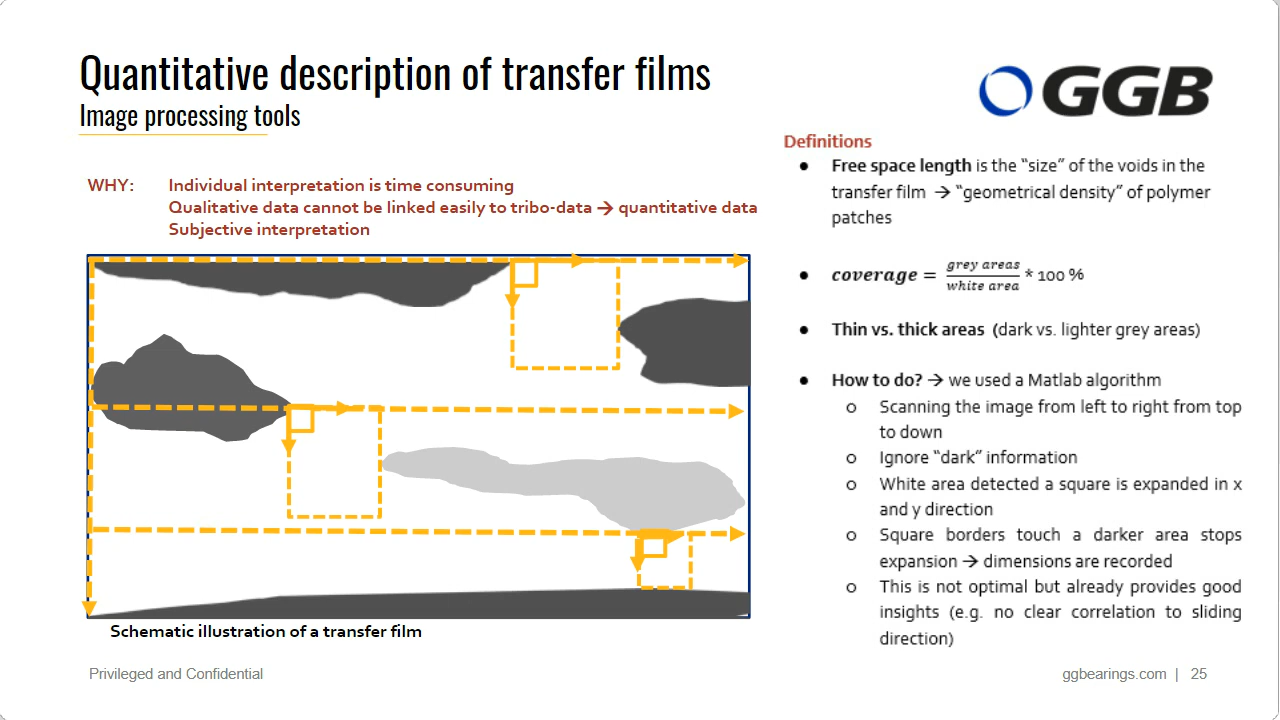 Quantitative description of transfer films
Image processing tools
GGB
WHY: Individual interpretation is time consuming
Qualitative data cannot be linked easily to tribo-data → quantitative data
Subjective interpretation
Schematic illustration of a transfer film
Definitions
● Free space length is the “size” of the voids in the
transfer film → “geometrical density” of polymer
patches
● coverage = grey areas / white area * 100 %
● Thin vs. thick areas (dark vs. lighter grey areas)
● How to do? → we used a Matlab algorithm
o Scanning the image from left to right from top
to down
o Ignore “dark” information
o White area detected a square is expanded in x
and y direction
o Square borders touch a darker area stops
expansion → dimensions are recorded
o This is not optimal but already provides good
insights (e.g. no clear correlation to sliding
direction)
Privileged and Confidential
ggbearings.com | 25